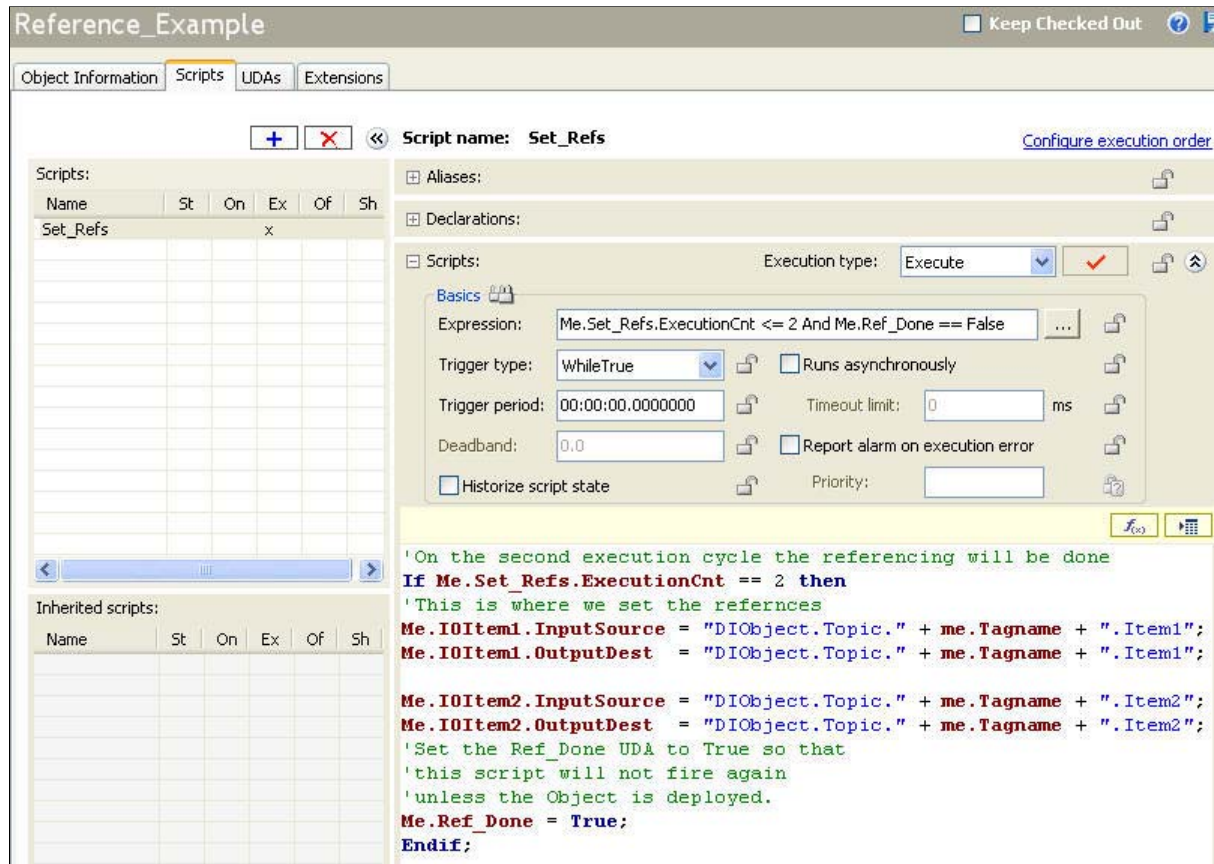 Reference_Example
Keep Checked Out
Object Information Scripts UDAs Extensions
Script name: Set_Refs
Configure execution order
Scripts:
Name St On Ex Of Sh
Set_Refs x
Inherited scripts:
Name St On Ex Of Sh
Aliases:
Declarations:
Scripts: Execution type: Execute
Basics
Expression: Me.Set_Refs.ExecutionCnt <= 2 And Me.Ref_Done == False ...
Trigger type: WhileTrue Runs asynchronously
Trigger period: 00:00:00.0000000 Timeout limit: 0 ms
Deadband: 0.0 Report alarm on execution error
Historize script state Priority:
f(x)
'On the second execution cycle the referencing will be done
If Me.Set_Refs.ExecutionCnt == 2 then
'This is where we set the refernces
Me.IOItem1.InputSource = "DIObject.Topic." + me.Tagname + ".Item1";
Me.IOItem1.OutputDest = "DIObject.Topic." + me.Tagname + ".Item1";
Me.IOItem2.InputSource = "DIObject.Topic." + me.Tagname + ".Item2";
Me.IOItem2.OutputDest = "DIObject.Topic." + me.Tagname + ".Item2";
'Set the Ref_Done UDA to True so that
'this script will not fire again
'unless the Object is deployed.
Me.Ref_Done = True;
Endif;